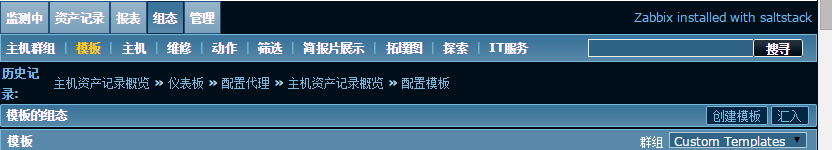 监测中 资产记录 报表 组态 管理 Zabbix installed with saltstack
主机群组 | 模板 | 主机 | 维修 | 动作 | 筛选 | 简报片展示 | 拓璞图 | 探索 | IT服务 搜寻
历史记录: 主机资产记录概览 » 仪表板 » 配置代理 » 主机资产记录概览 » 配置模板
模板的组态 创建模板 汇入
模板 群组 Custom Templates